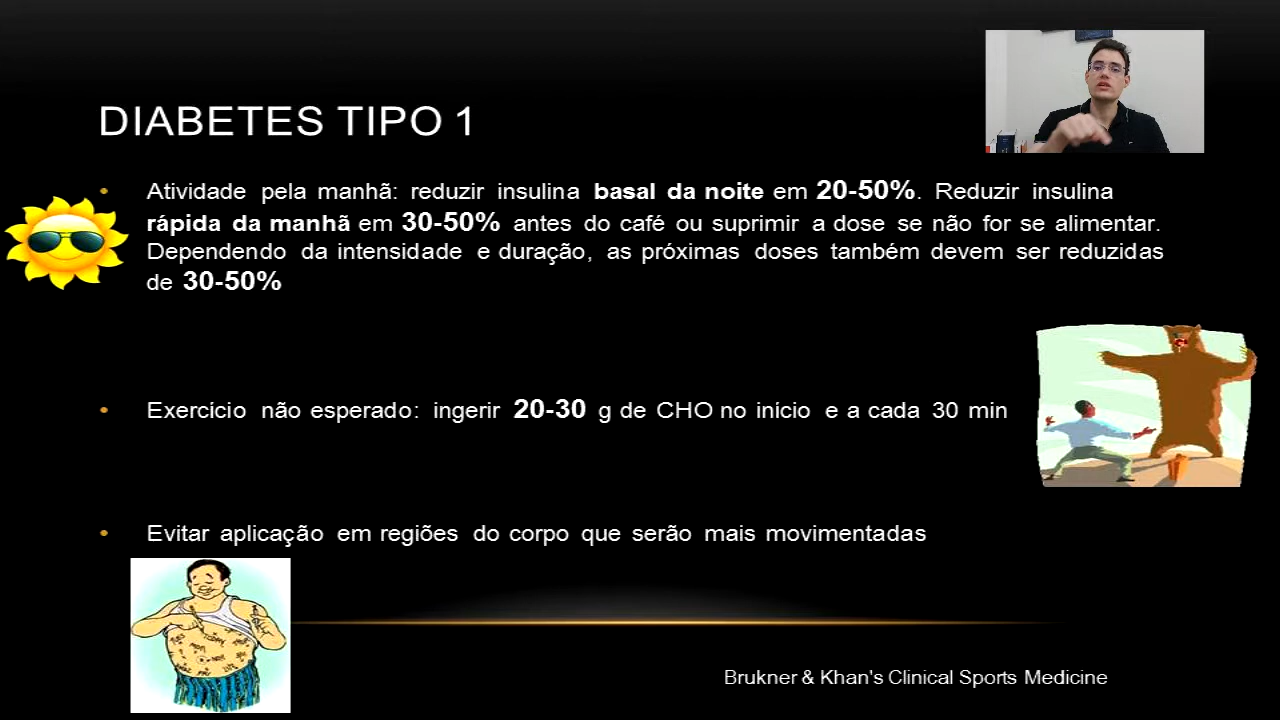 DIABETES TIPO 1
• Atividade pela manhã: reduzir insulina basal da noite em 20-50%. Reduzir insulina
rápida da manhã em 30-50% antes do café ou suprimir a dose se não for se alimentar.
Dependendo da intensidade e duração, as próximas doses também devem ser reduzidas
de 30-50%
• Exercício não esperado: ingerir 20-30 g de CHO no início e a cada 30 min
• Evitar aplicação em regiões do corpo que serão mais movimentadas
Brukner & Khan's Clinical Sports Medicine